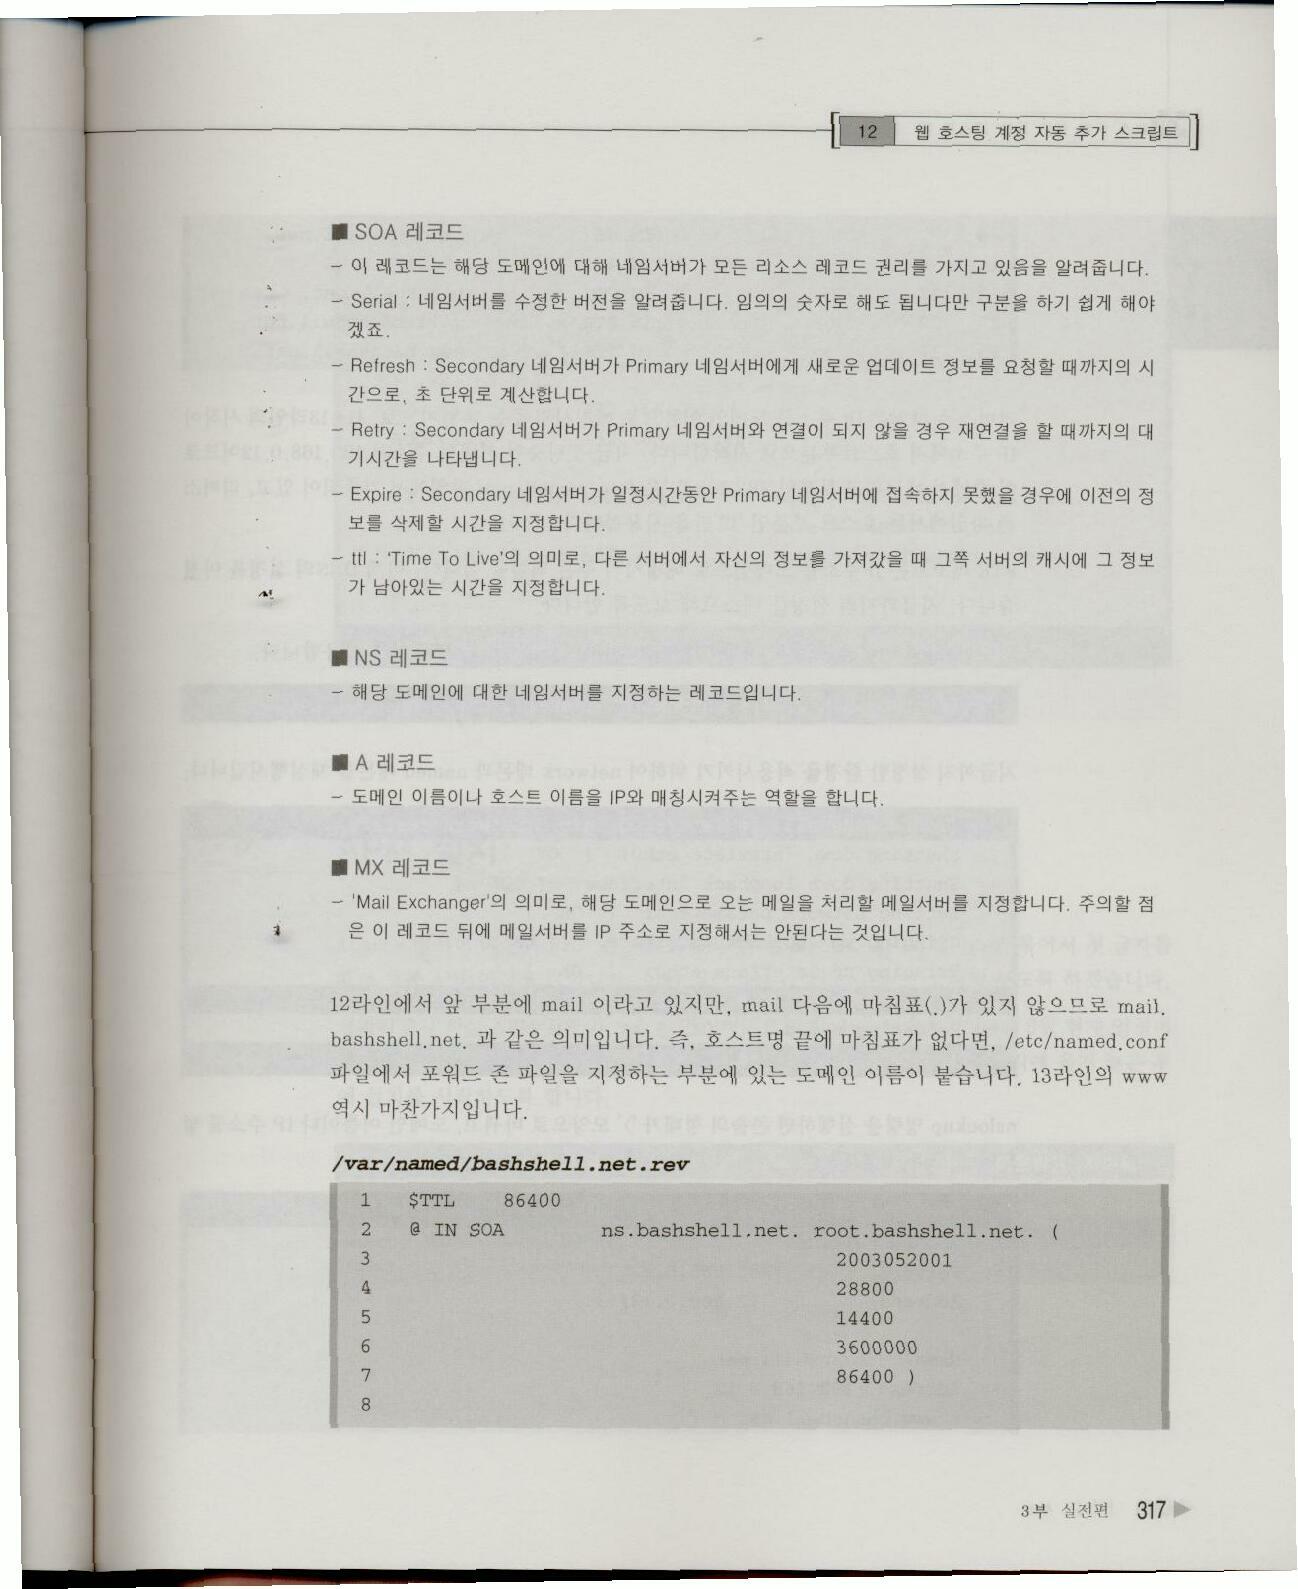 12 웹 호스팅 계정 자동 추가 스크립트
■ SOA 레코드
- 이 레코드는 해당 도메인에 대해 네임서버가 모든 리소스 레코드 권리를 가지고 있음을 알려줍니다.
- Serial : 네임서버를 수정한 버전을 알려줍니다. 임의의 숫자로 해도 됩니다만 구분을 하기 쉽게 해야
겠죠.
- Refresh : Secondary 네임서버가 Primary 네임서버에게 새로운 업데이트 정보를 요청할 때까지의 시
간으로, 초 단위로 계산합니다.
- Retry : Secondary 네임서버가 Primary 네임서버와 연결이 되지 않을 경우 재연결을 할 때까지의 대
기시간을 나타냅니다.
- Expire : Secondary 네임서버가 일정시간동안 Primary 네임서버에 접속하지 못했을 경우에 이전의 정
보를 삭제할 시간을 지정합니다.
- ttl : ‘Time To Live’의 의미로, 다른 서버에서 자신의 정보를 가져갔을 때 그쪽 서버의 캐시에 그 정보
가 남아있는 시간을 지정합니다.
■ NS 레코드
- 해당 도메인에 대한 네임서버를 지정하는 레코드입니다.
■ A 레코드
- 도메인 이름이나 호스트 이름을 IP와 매칭시켜주는 역할을 합니다.
■ MX 레코드
- 'Mail Exchanger'의 의미로, 해당 도메인으로 오는 메일을 처리할 메일서버를 지정합니다. 주의할 점
은 이 레코드 뒤에 메일서버를 IP 주소로 지정해서는 안된다는 것입니다.
12라인에서 앞 부분에 mail 이라고 있지만, mail 다음에 마침표(.)가 있지 않으므로 mail.
bashshell.net. 과 같은 의미입니다. 즉, 호스트명 끝에 마침표가 없다면, /etc/named.conf
파일에서 포워드 존 파일을 지정하는 부분에 있는 도메인 이름이 붙습니다. 13라인의 www
역시 마찬가지입니다.
/var/named/bashshell.net.rev
1 $TTL 86400
2 @ IN SOA ns.bashshell.net. root.bashshell.net. (
3 2003052001
4 28800
5 14400
6 3600000
7 86400 )
8
3부 실전편 317 ▶